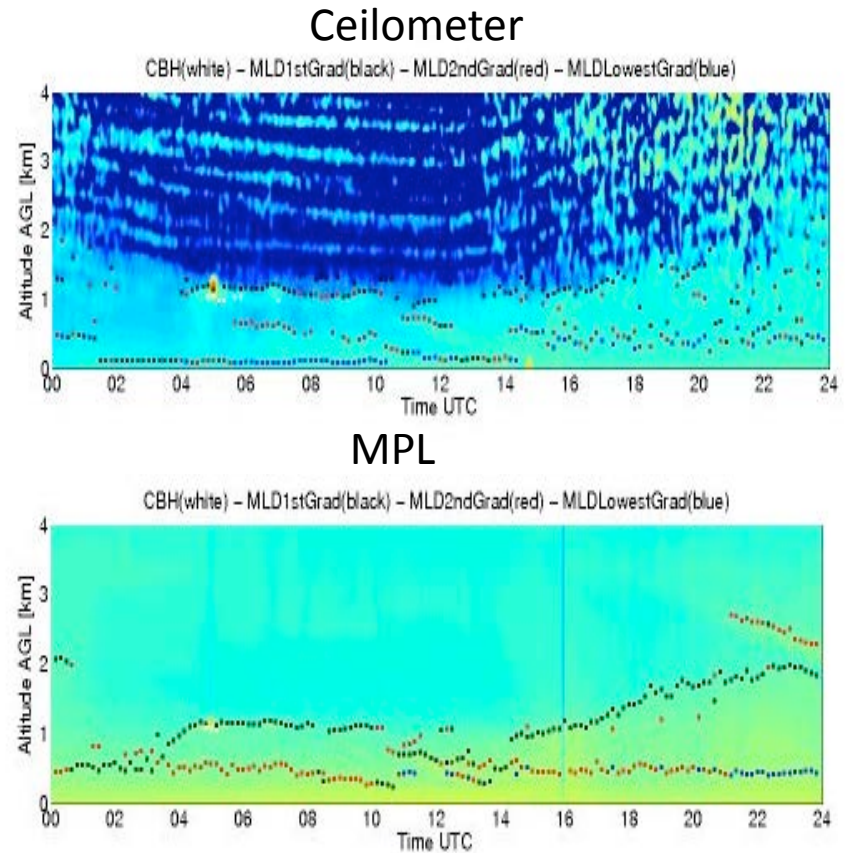 Ceilometer
CBH(white) – MLD1stGrad(black) – MLD2ndGrad(red) – MLDLowestGrad(blue)
4
3
2
1
0
Altitude AGL [km]
00 02 04 06 08 10 12 14 16 18 20 22 24
Time UTC
MPL
CBH(white) – MLD1stGrad(black) – MLD2ndGrad(red) – MLDLowestGrad(blue)
4
3
2
1
0
Altitude AGL [km]
00 02 04 06 08 10 12 14 16 18 20 22 24
Time UTC